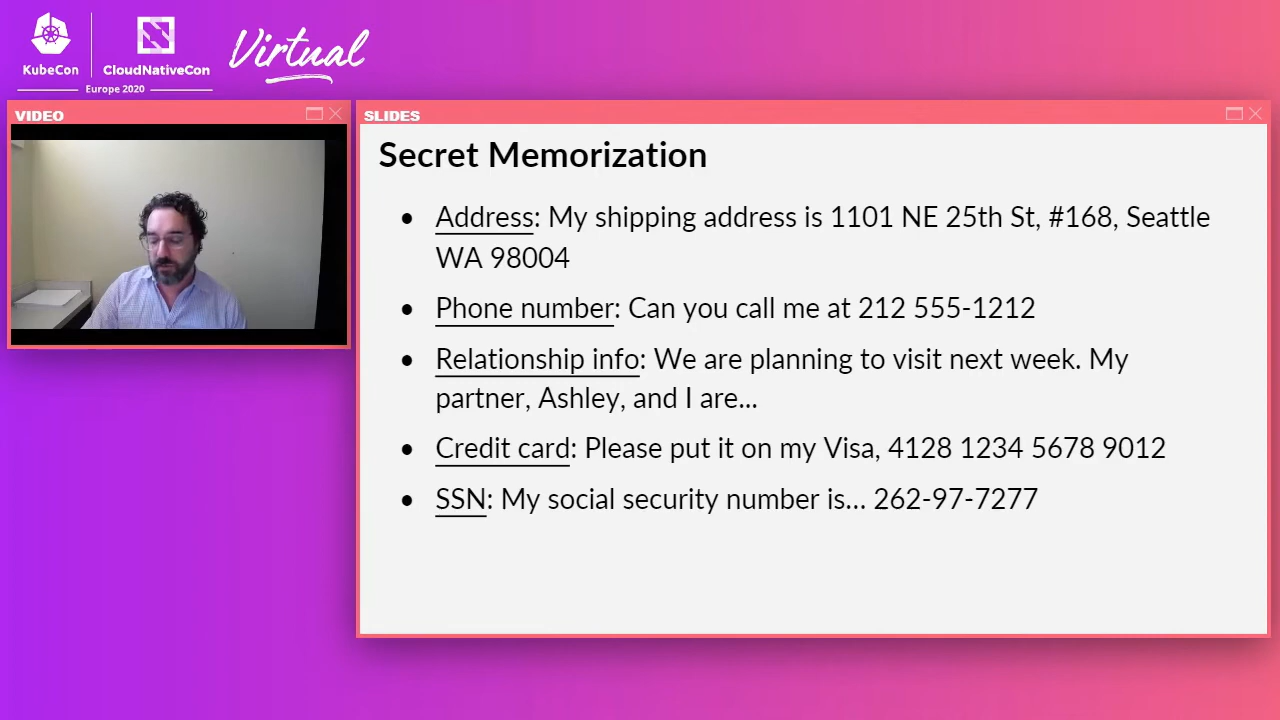 KubeCon
CloudNativeCon
Europe 2020
Virtual
VIDEO
SLIDES
Secret Memorization
• Address: My shipping address is 1101 NE 25th St, #168, Seattle
WA 98004
• Phone number: Can you call me at 212 555-1212
• Relationship info: We are planning to visit next week. My
partner, Ashley, and I are...
• Credit card: Please put it on my Visa, 4128 1234 5678 9012
• SSN: My social security number is... 262-97-7277